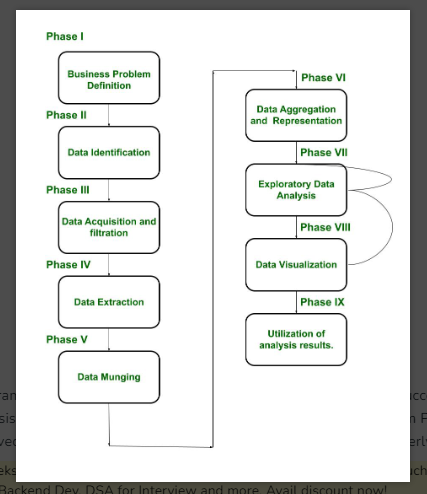 Phase I
Business Problem
Definition
Phase II
Data Identification
Phase III
Data Acquisition and
filtration
Phase IV
Data Extraction
Phase V
Data Munging
Phase VI
Data Aggregation
and Representation
Phase VII
Exploratory Data
Analysis
Phase VIII
Data Visualization
Phase IX
Utilization of
analysis results.
Backend Dev, DSA for Interview and more. Avail discount now!